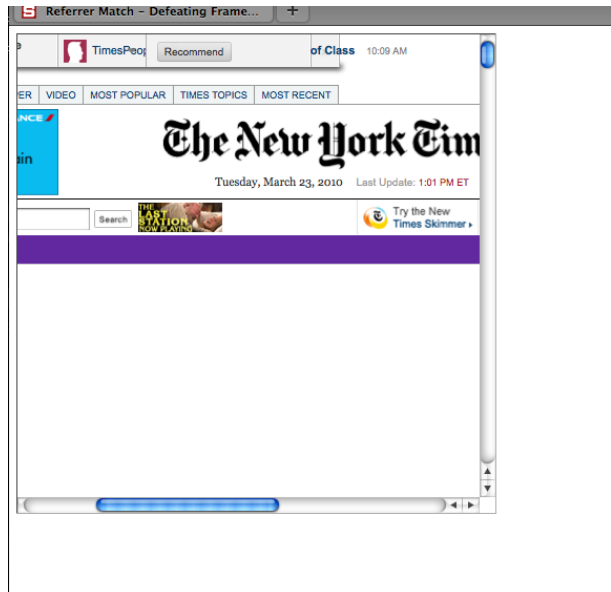 Referrer Match – Defeating Frame...
TimesPeop Recommend of Class 10:09 AM
ER VIDEO MOST POPULAR TIMES TOPICS MOST RECENT
NCE
ain
The New York Tim
Tuesday, March 23, 2010 Last Update: 1:01 PM ET
Search
THE
LAST
STATION
NOW PLAYING
Try the New
Times Skimmer